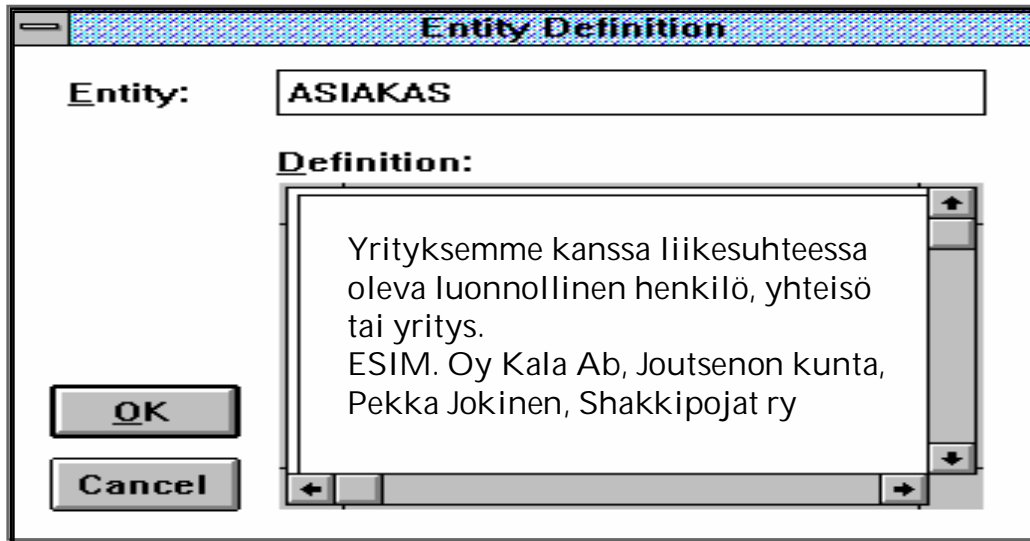 Entity Definition
Entity: ASIAKAS
Definition:
Yrityksemme kanssa liikesuhteessa
oleva luonnollinen henkilö, yhteisö
tai yritys.
ESIM. Oy Kala Ab, Joutsenon kunta,
Pekka Jokinen, Shakkipojat ry
OK
Cancel